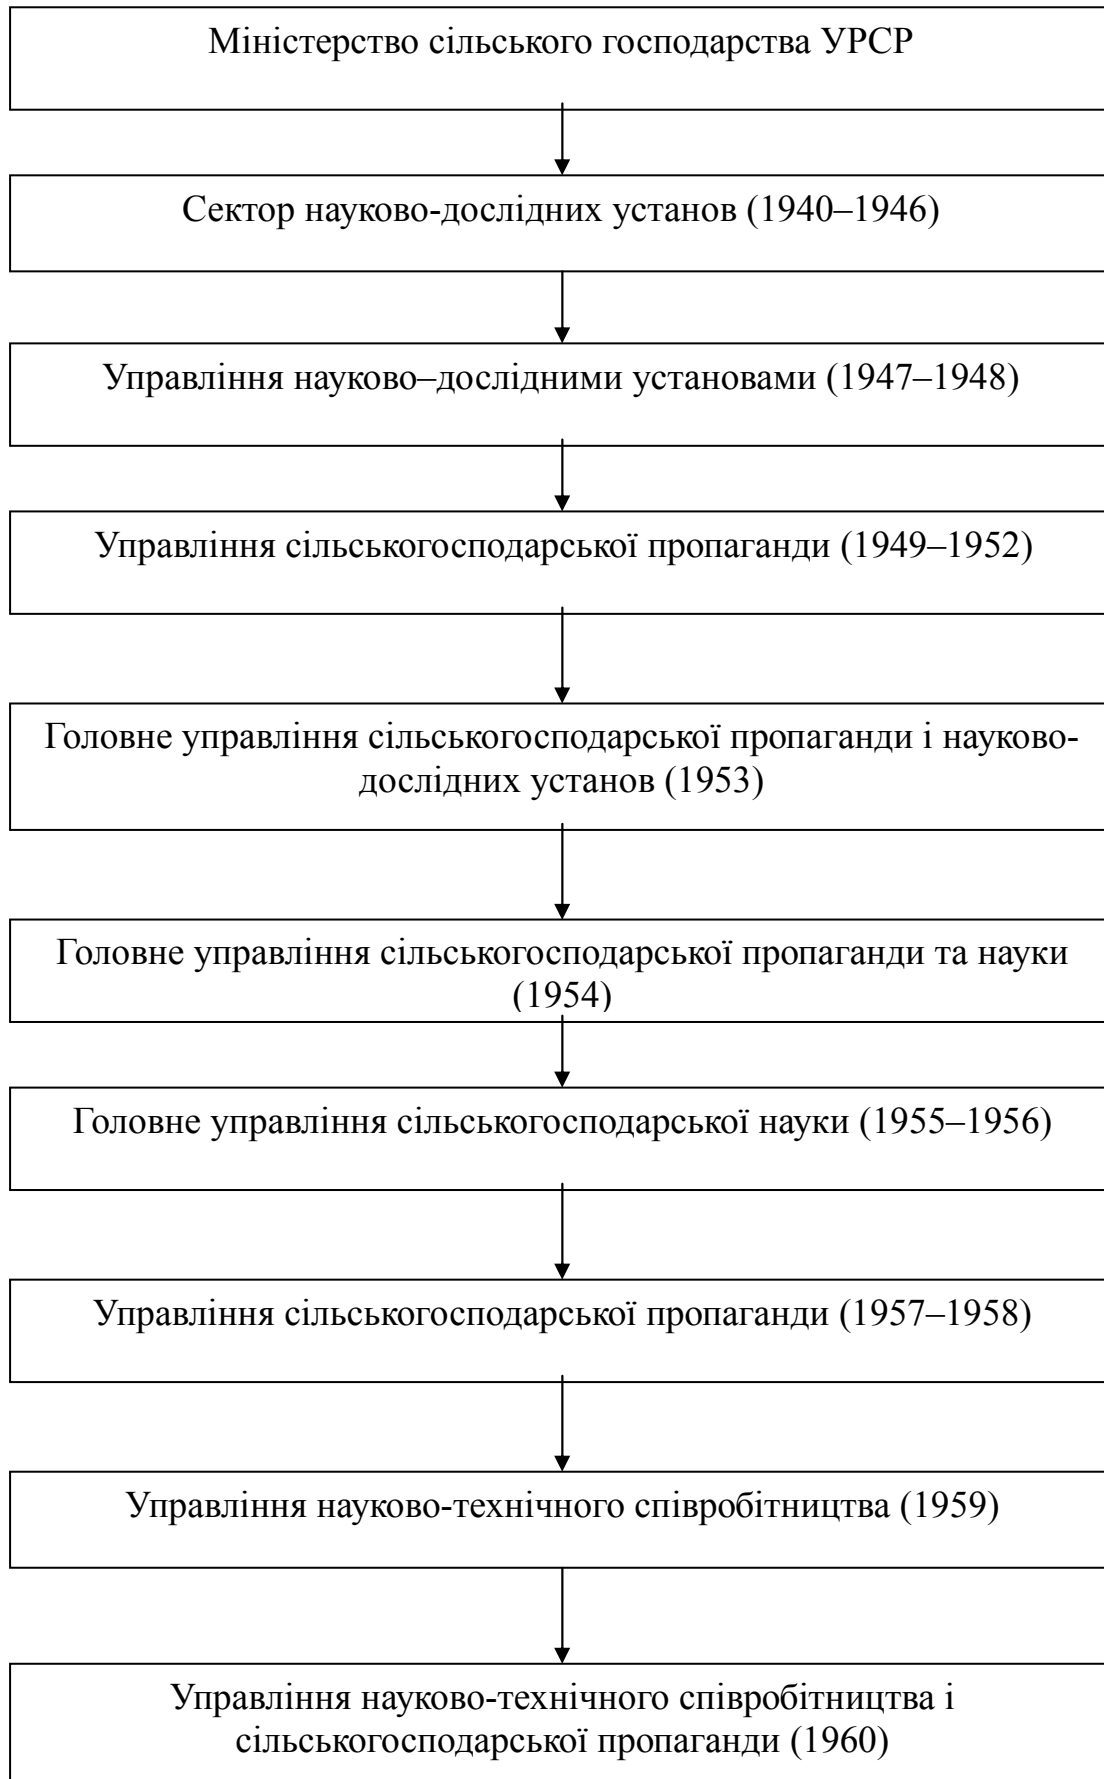 Міністерство сільського господарства УРСР
Сектор науково-дослідних установ (1940–1946)
Управління науково–дослідними установами (1947–1948)
Управління сільськогосподарської пропаганди (1949–1952)
Головне управління сільськогосподарської пропаганди і науково-
дослідних установ (1953)
Головне управління сільськогосподарської пропаганди та науки
(1954)
Головне управління сільськогосподарської науки (1955–1956)
Управління сільськогосподарської пропаганди (1957–1958)
Управління науково-технічного співробітництва (1959)
Управління науково-технічного співробітництва і
сільськогосподарської пропаганди (1960)